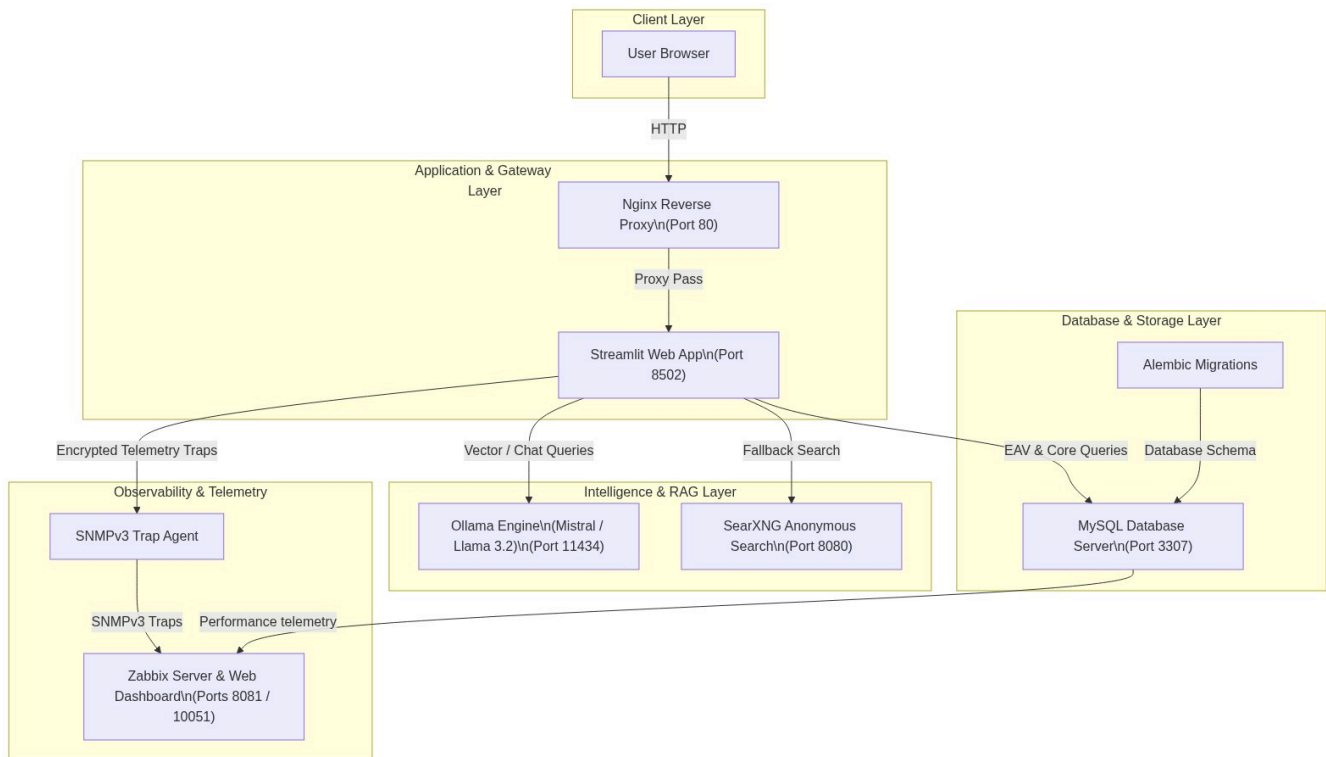 Client Layer
User Browser
HTTP
Application & Gateway
Layer
Nginx Reverse
Proxy\n(Port 80)
Proxy Pass
Streamlit Web App\n(Port
8502)
Database & Storage Layer
Alembic Migrations
Encrypted Telemetry Traps
Vector / Chat Queries
Fallback Search
EAV & Core Queries
Database Schema
Observability & Telemetry
SNMPv3 Trap Agent
Intelligence & RAG Layer
Ollama Engine\n(Mistral /
Llama 3.2)\n(Port 11434)
SearXNG Anonymous
Search\n(Port 8080)
MySQL Database
Server\n(Port 3307)
SNMPv3 Traps
Performance telemetry
Zabbix Server & Web
Dashboard\n(Ports 8081 /
10051)